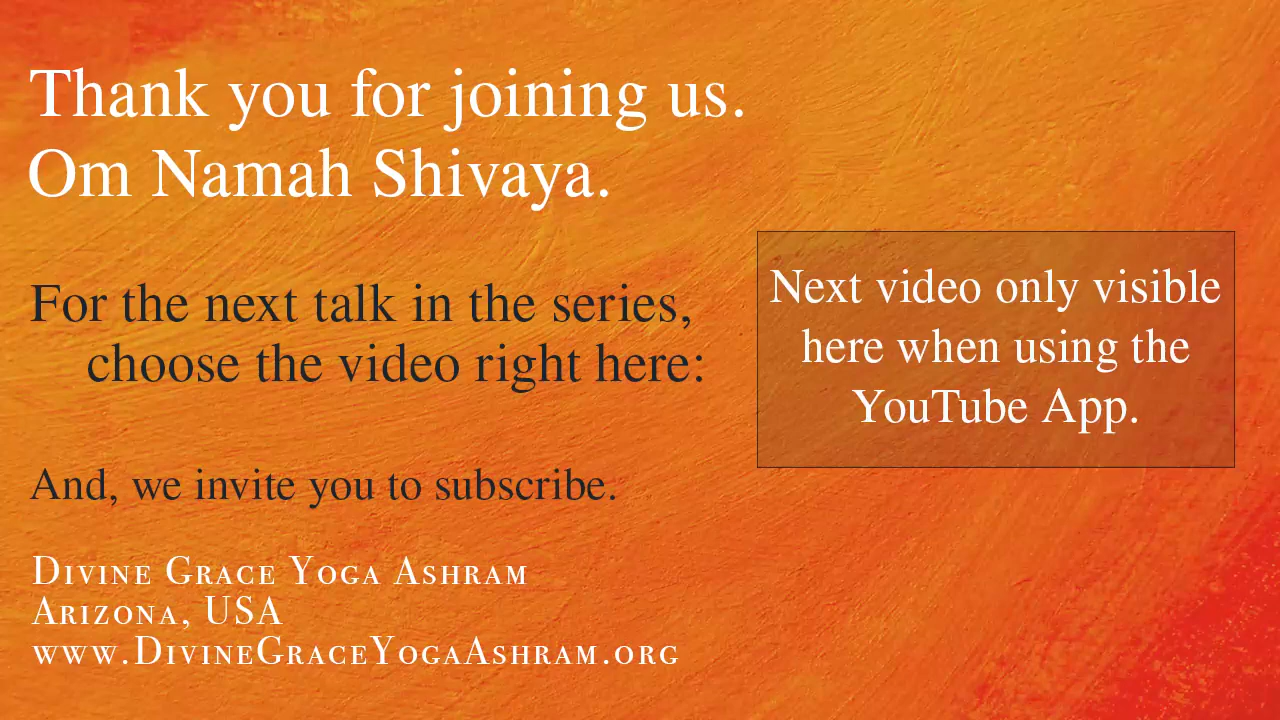 Thank you for joining us.
Om Namah Shivaya.
For the next talk in the series,
choose the video right here:
Next video only visible
here when using the
YouTube App.
And, we invite you to subscribe.
Divine Grace Yoga Ashram
Arizona, USA
www.DivineGraceYogaAshram.org